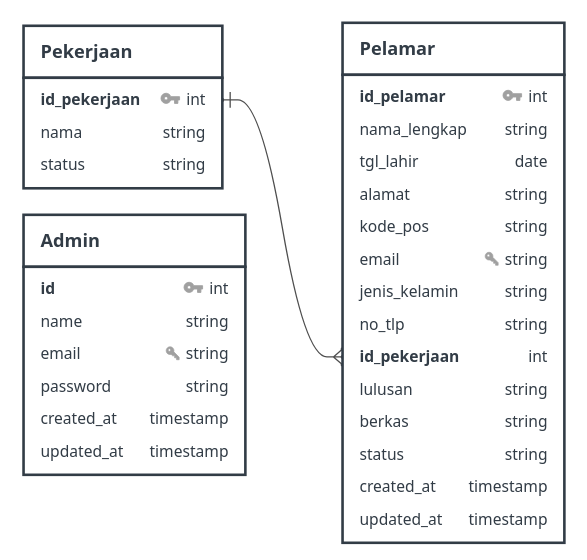 Pekerjaan
id_pekerjaan int
nama string
status string
Admin
id int
name string
email string
password string
created_at timestamp
updated_at timestamp
Pelamar
id_pelamar int
nama_lengkap string
tgl_lahir date
alamat string
kode_pos string
email string
jenis_kelamin string
no_tlp string
id_pekerjaan int
lulusan string
berkas string
status string
created_at timestamp
updated_at timestamp